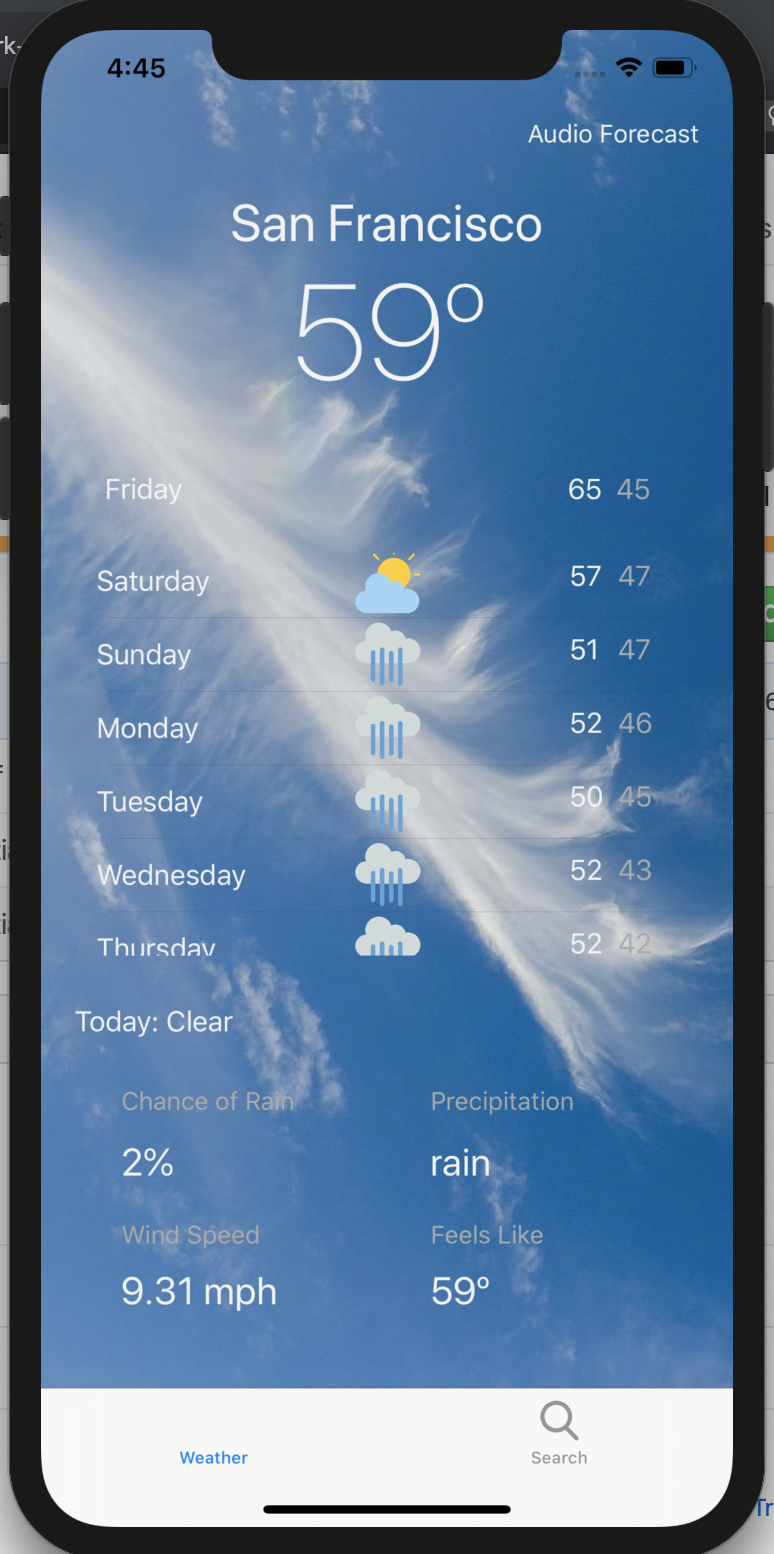 4:45
Audio Forecast
San Francisco
59º
Friday 65 45
Saturday 57 47
Sunday 51 47
Monday 52 46
Tuesday 50 45
Wednesday 52 43
Thursday 52 42
Today: Clear
Chance of Rain Precipitation
2% rain
Wind Speed Feels Like
9.31 mph 59º
Weather Search